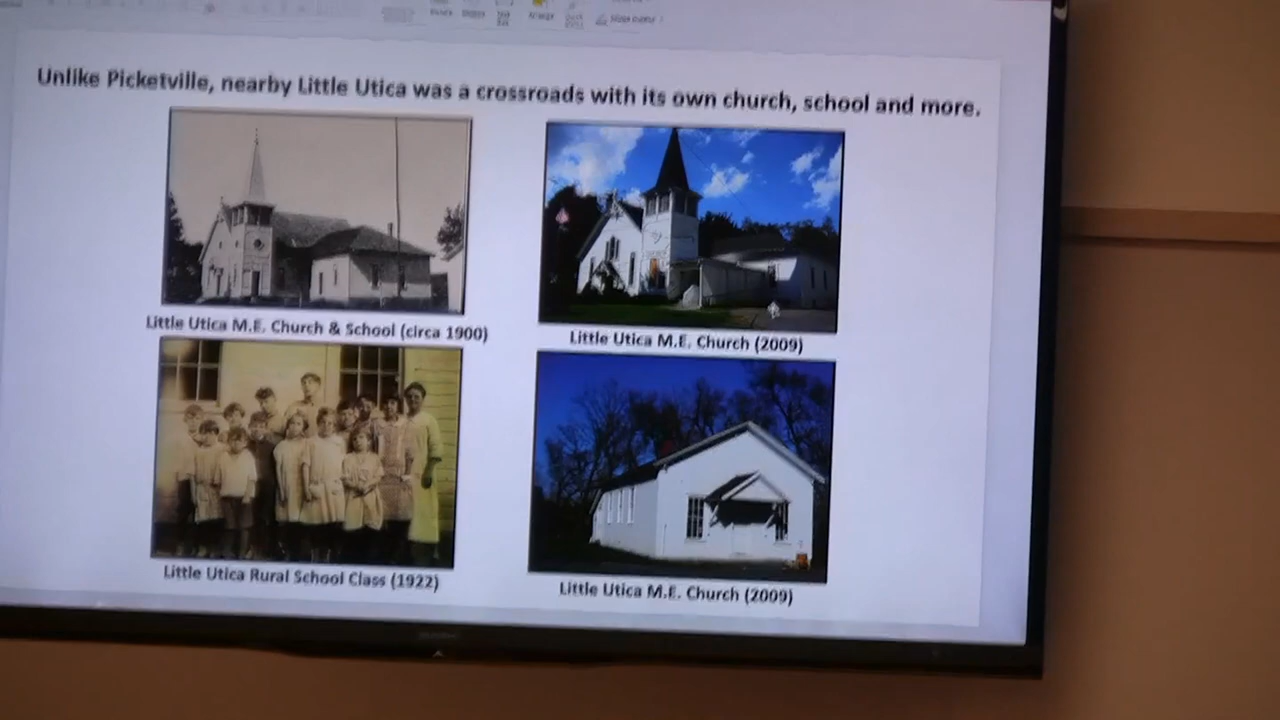 Unlike Picketville, nearby Little Utica was a crossroads with its own church, school and more.
Little Utica M.E. Church & School (circa 1900)
Little Utica M.E. Church (2009)
Little Utica Rural School Class (1922)
Little Utica M.E. Church (2009)